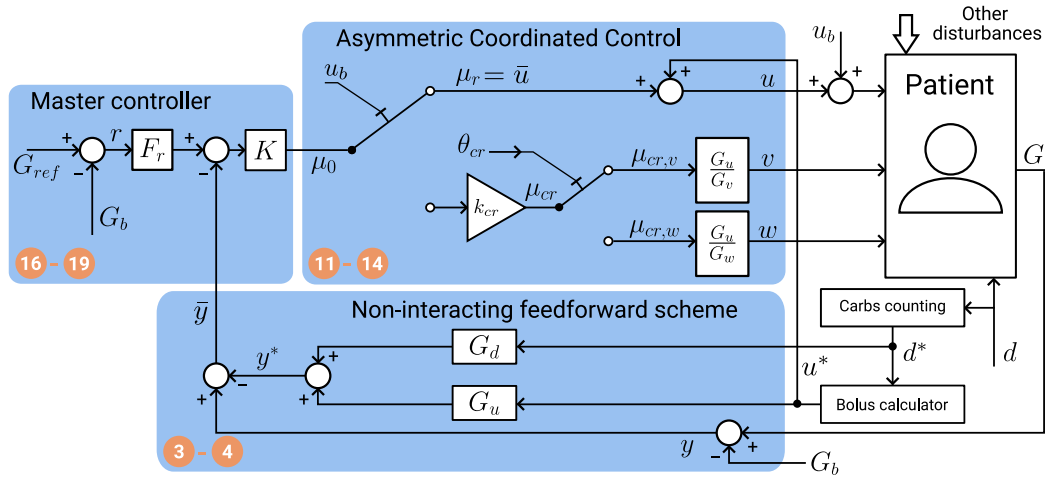 Other
disturbances
Asymmetric Coordinated Control
u_b
u_b
μ_r = ū
+
+
u
+
+
Patient
Master controller
+
r
F_r
+
K
G_ref
-
-
μ_0
G_b
θ_cr
k_cr
μ_cr
μ_cr,v
G_u
G_v
v
G
μ_cr,w
G_u
G_w
w
16 - 19
11 - 14
Non-interacting feedforward scheme
Carbs counting
ȳ
y*
+
G_d
u*
d*
d
-
+
+
G_u
Bolus calculator
3 - 4
y
+
-
G_b